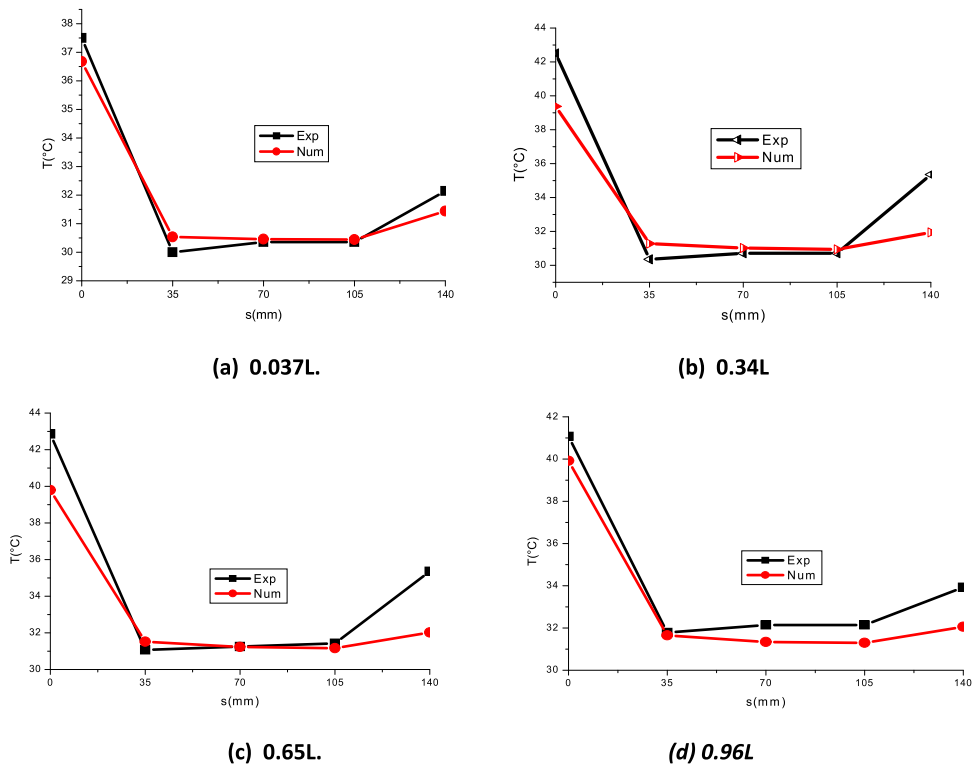 38
37
36
35
34
33
32
31
30
29
T(°C)
Exp
Num
0
35
70
105
140
s(mm)
(a) 0.037L.
44
42
40
38
36
34
32
30
T(°C)
Exp
Num
0
35
70
105
140
s(mm)
(b) 0.34L
44
42
40
38
36
34
32
30
T(°C)
Exp
Num
0
35
70
105
140
s(mm)
(c) 0.65L.
42
40
38
36
34
32
30
T(°C)
Exp
Num
0
35
70
105
140
s(mm)
(d) 0.96L